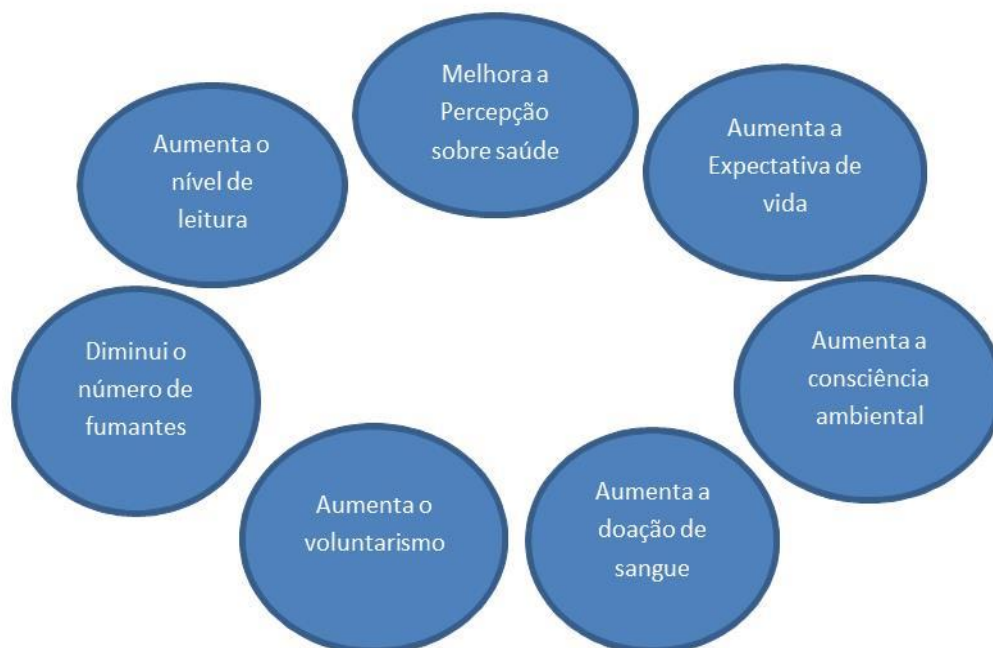 Melhora a
Percepção
sobre saúde
Aumenta a
Expectativa de
vida
Aumenta o
nível de
leitura
Aumenta a
consciência
ambiental
Diminui o
número de
fumantes
Aumenta a
doação de
sangue
Aumenta o
voluntarismo